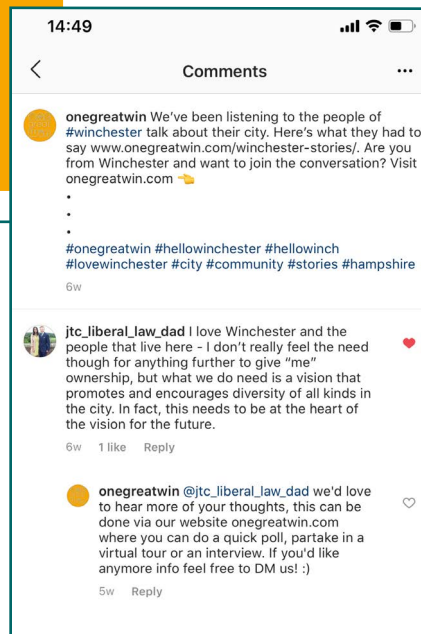 14:49
Comments
onegreatwin We've been listening to the people of
#winchester talk about their city. Here's what they had to
say www.onegreatwin.com/winchester-stories/. Are you
from Winchester and want to join the conversation? Visit
onegreatwin.com 👈
•
•
•
#onegreatwin #hellowinchester #hellowinch
#lovewinchester #city #community #stories #hampshire
6w
jtc_liberal_law_dad I love Winchester and the
people that live here - I don't really feel the need
though for anything further to give “me”
ownership, but what we do need is a vision that
promotes and encourages diversity of all kinds in
the city. In fact, this needs to be at the heart of
the vision for the future.
6w 1 like Reply
onegreatwin @jtc_liberal_law_dad we'd love
to hear more of your thoughts, this can be
done via our website onegreatwin.com
where you can do a quick poll, partake in a
virtual tour or an interview. If you'd like
anymore info feel free to DM us! :)
5w Reply